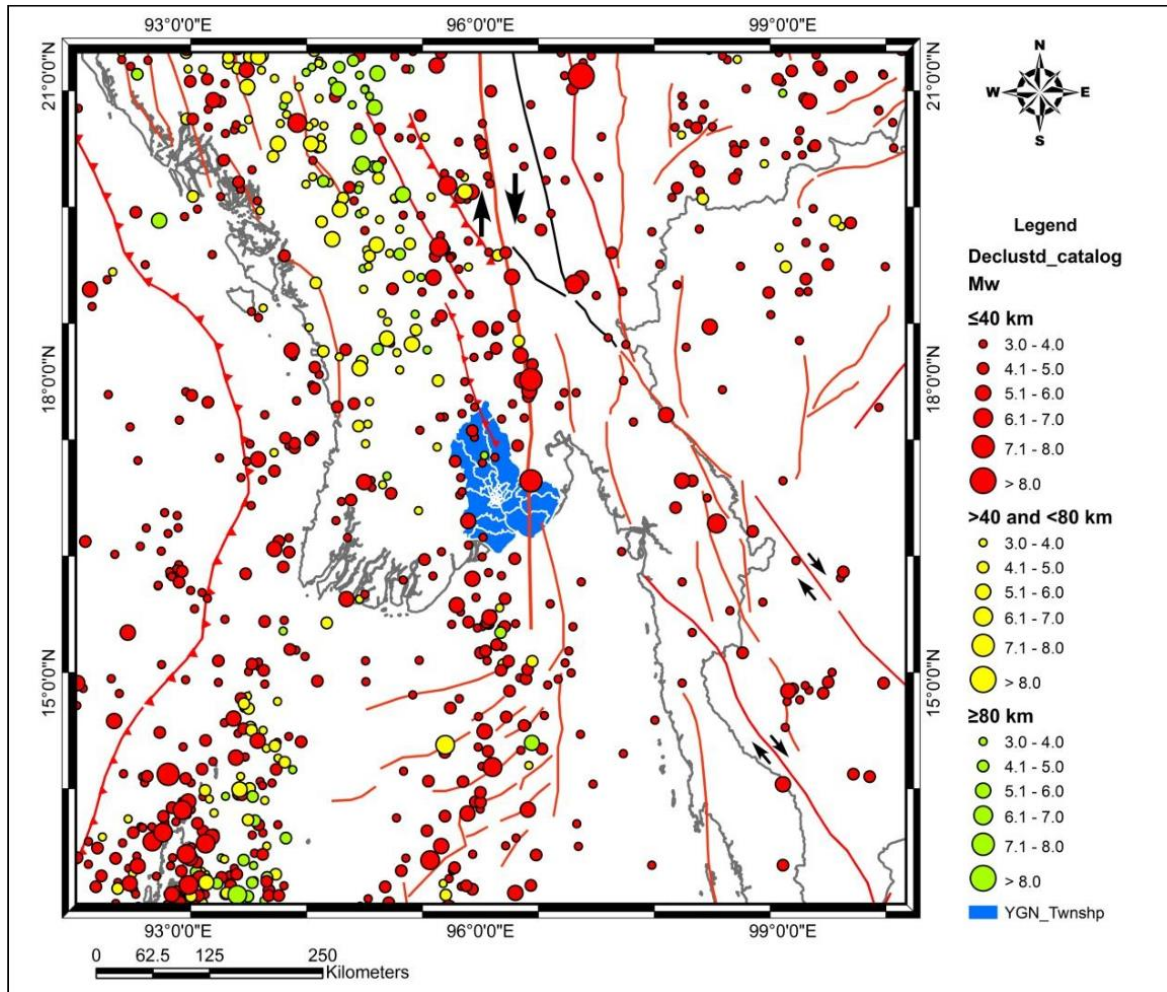 93°0'0"E 96°0'0"E 99°0'0"E
21°0'0"N 21°0'0"N
18°0'0"N 18°0'0"N
15°0'0"N 15°0'0"N
93°0'0"E 96°0'0"E 99°0'0"E
0 62.5 125 250
Kilometers
N
W E
S
Legend
Declustd_catalog
Mw
≤40 km
3.0 - 4.0
4.1 - 5.0
5.1 - 6.0
6.1 - 7.0
7.1 - 8.0
> 8.0
>40 and <80 km
3.0 - 4.0
4.1 - 5.0
5.1 - 6.0
6.1 - 7.0
7.1 - 8.0
> 8.0
≥80 km
3.0 - 4.0
4.1 - 5.0
5.1 - 6.0
6.1 - 7.0
7.1 - 8.0
> 8.0
YGN_Twnshp